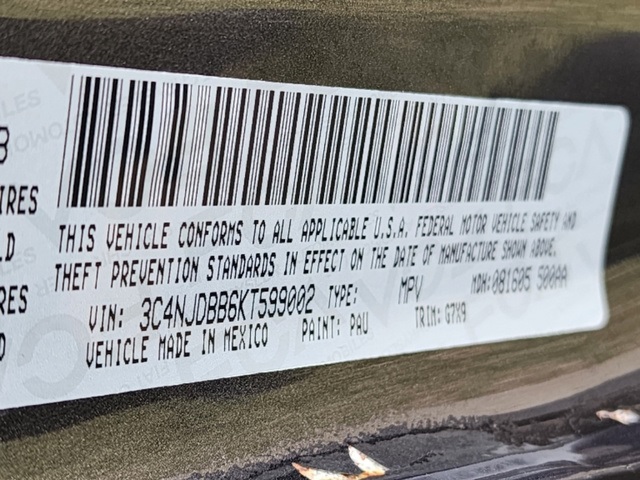 8
IRES
LD
IRES
D
THIS VEHICLE CONFORMS TO ALL APPLICABLE U.S.A. FEDERAL MOTOR VEHICLE SAFETY AND
THEFT PREVENTION STANDARDS IN EFFECT ON THE DATE OF MANUFACTURE SHOWN ABOVE.
VIN: 3C4NJDBB6KT599002 TYPE: MPV MDH: 081605 500AA
VEHICLE MADE IN MEXICO PAINT: PAU TRIM: G7X9